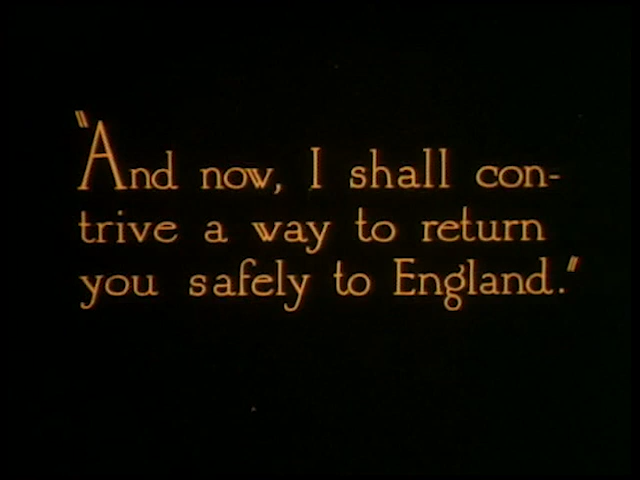 "And now, I shall con-
trive a way to return
you safely to England."